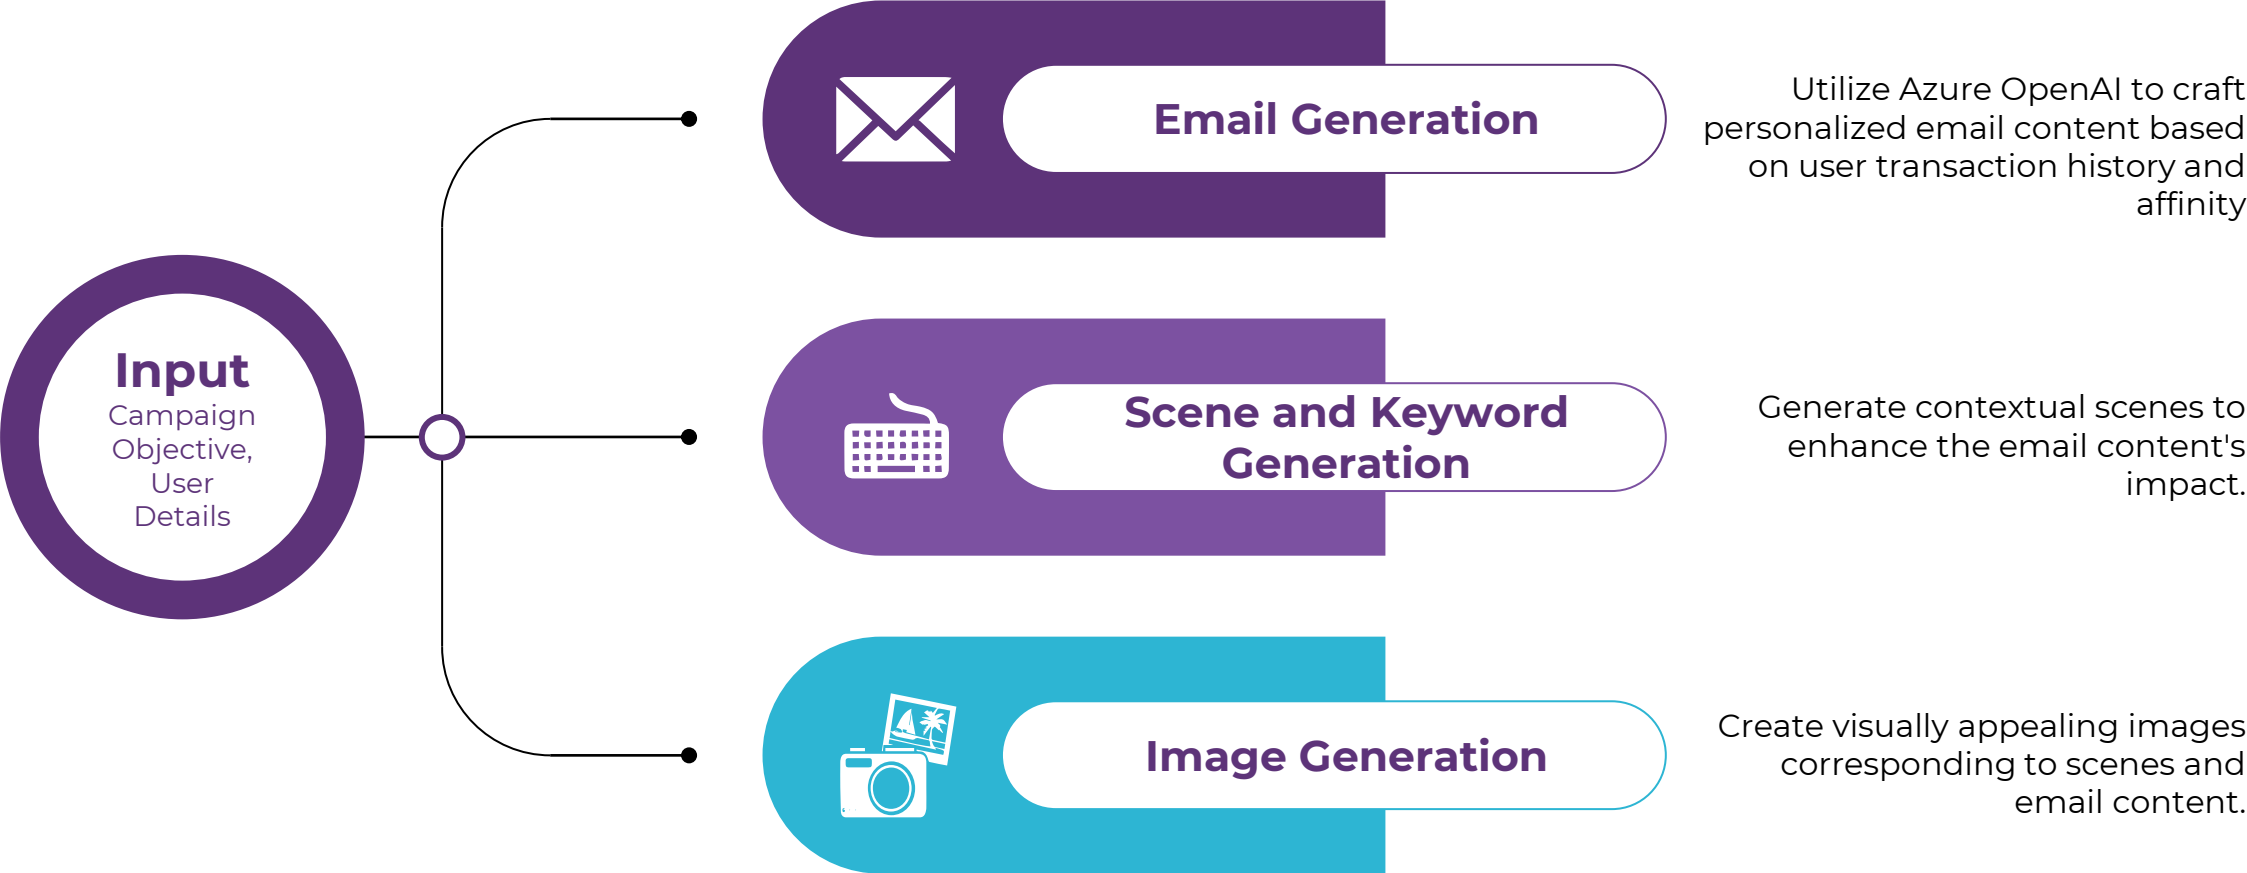 Input
Campaign
Objective,
User
Details
Email Generation
Utilize Azure OpenAI to craft
personalized email content based
on user transaction history and
affinity
Scene and Keyword
Generation
Generate contextual scenes to
enhance the email content's
impact.
Image Generation
Create visually appealing images
corresponding to scenes and
email content.